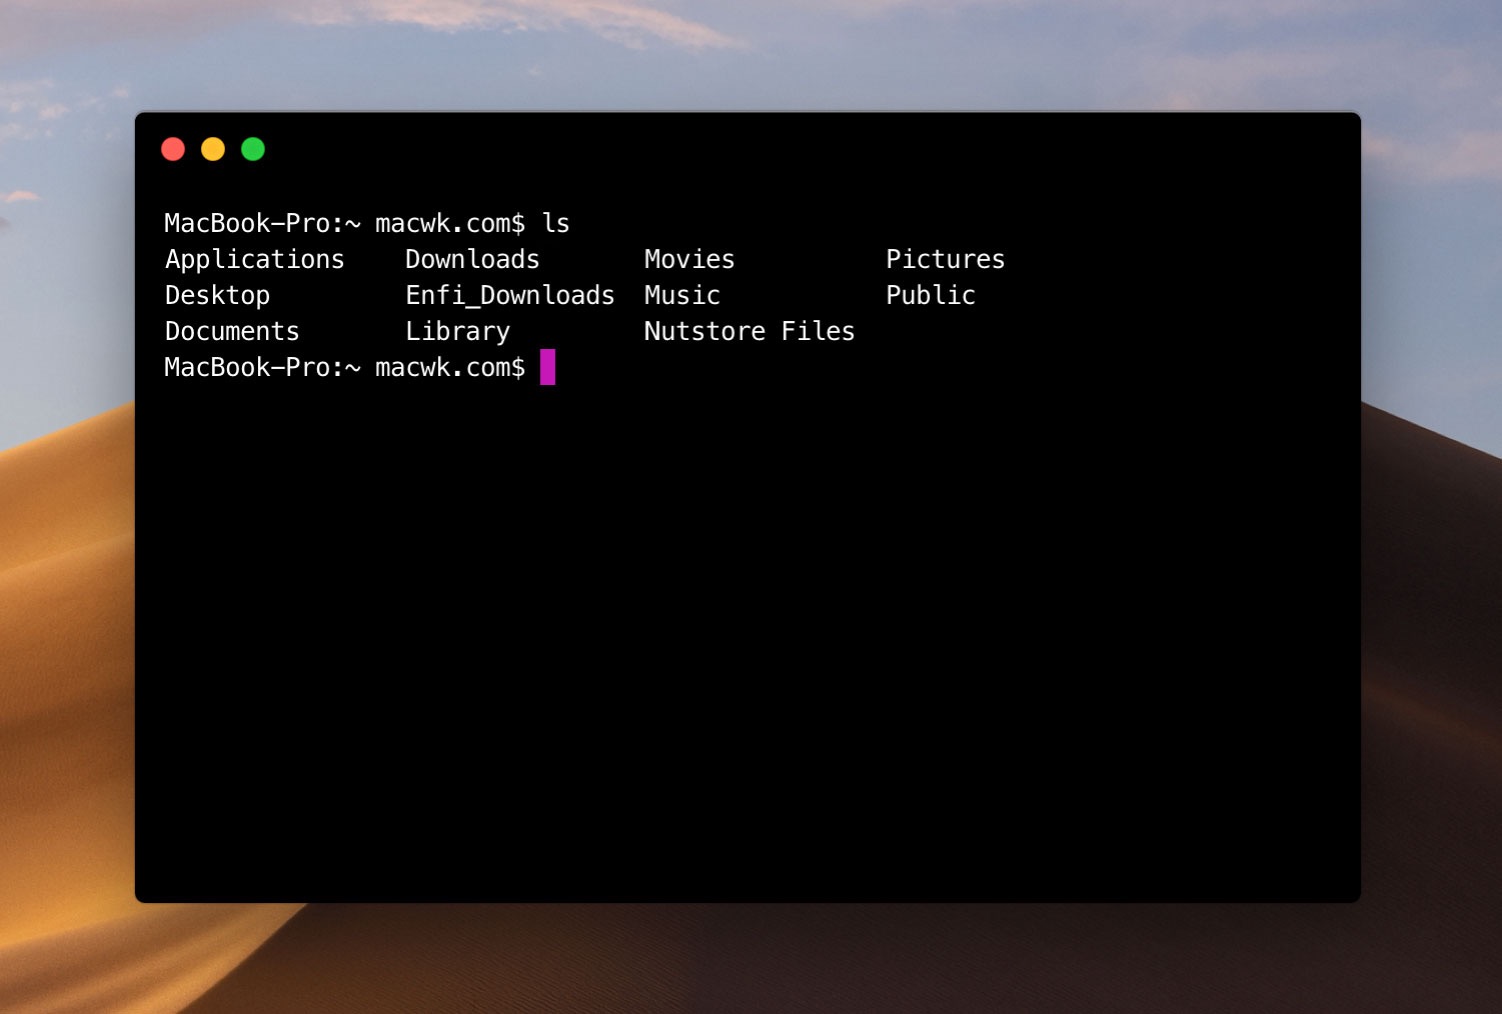 MacBook-Pro:~ macwk.com$ ls
Applications    Downloads       Movies          Pictures
Desktop         Enfi_Downloads  Music           Public
Documents       Library         Nutstore Files
MacBook-Pro:~ macwk.com$